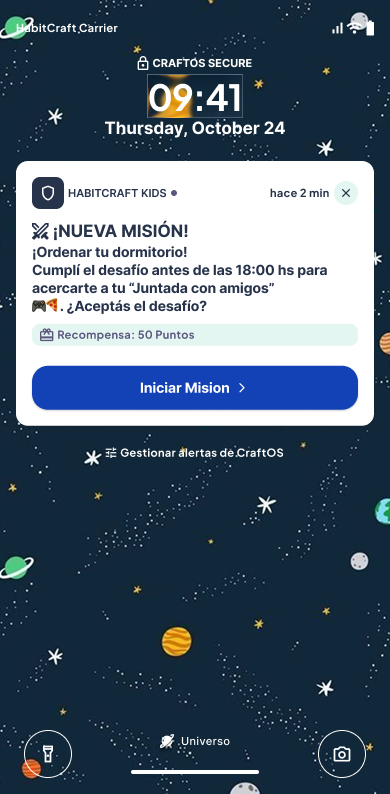 HabitCraft Carrier
CRAFTOS SECURE
09:41
Thursday, October 24
HABITCRAFT KIDS
hace 2 min
¡NUEVA MISIÓN!
¡Ordenar tu dormitorio!
Cumplí el desafío antes de las 18:00 hs para
acercarte a tu “Juntada con amigos”
🎮🍕. ¿Aceptás el desafío?
Recompensa: 50 Puntos
Iniciar Mision
Gestionar alertas de CraftOS
Universo